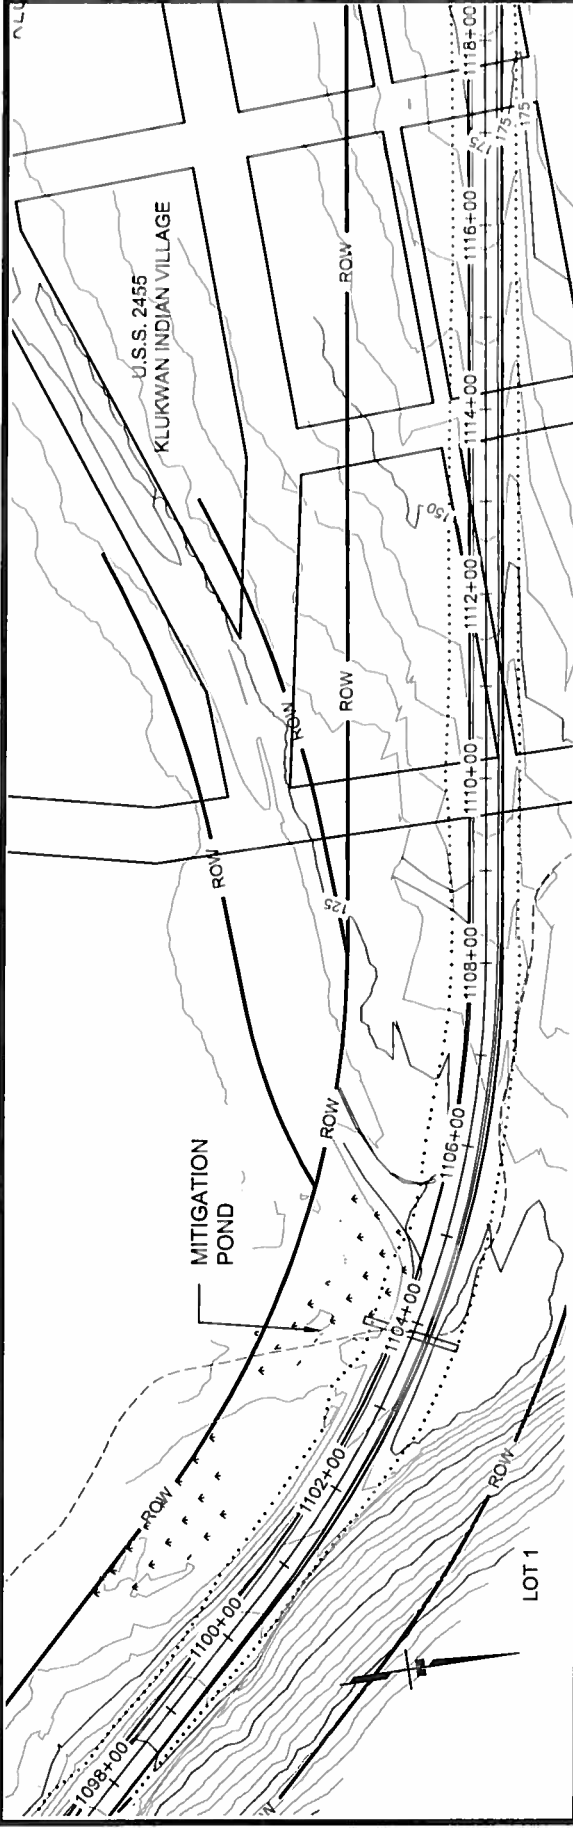 KLU
U.S.S. 2455
KLUKWAN INDIAN VILLAGE
MITIGATION
POND
ROW
ROW
ROW
ROW
ROW
ROW
ROW
LOT 1
125
150
175
175
175
1098+00
1100+00
1102+00
1104+00
1106+00
1108+00
1110+00
1112+00
1114+00
1116+00
1118+00